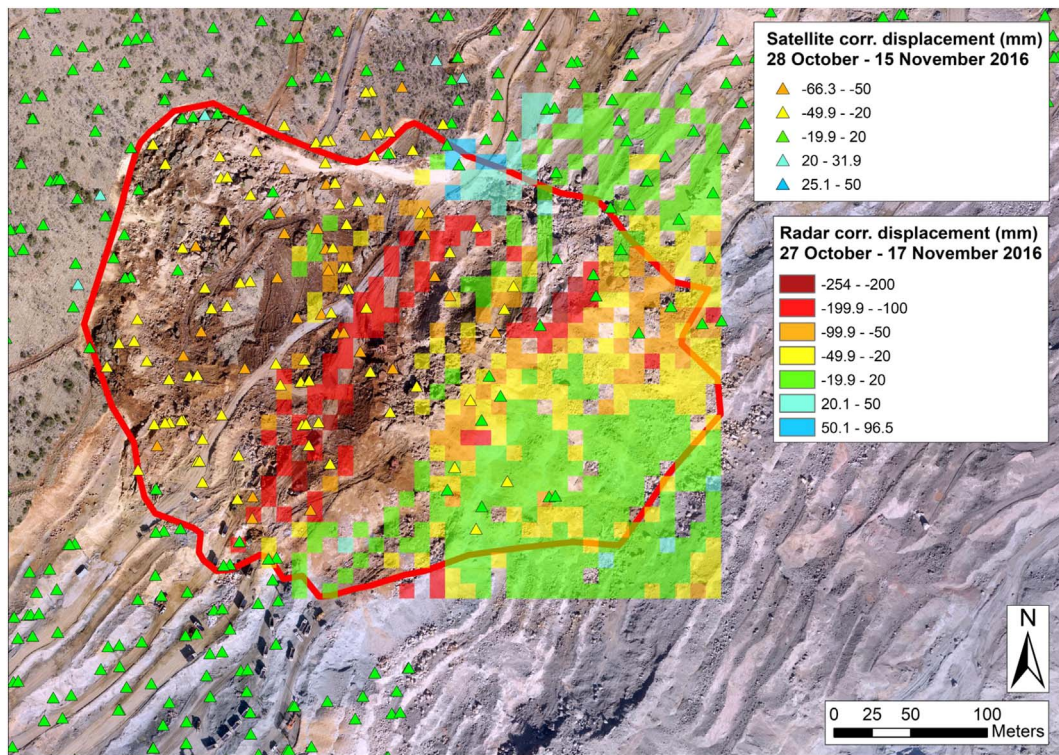 Satellite corr. displacement (mm)
28 October - 15 November 2016
-66.3 - -50
-49.9 - -20
-19.9 - 20
20 - 31.9
25.1 - 50
Radar corr. displacement (mm)
27 October - 17 November 2016
-254 - -200
-199.9 - -100
-99.9 - -50
-49.9 - -20
-19.9 - 20
20.1 - 50
50.1 - 96.5
N
0 25 50 100
Meters